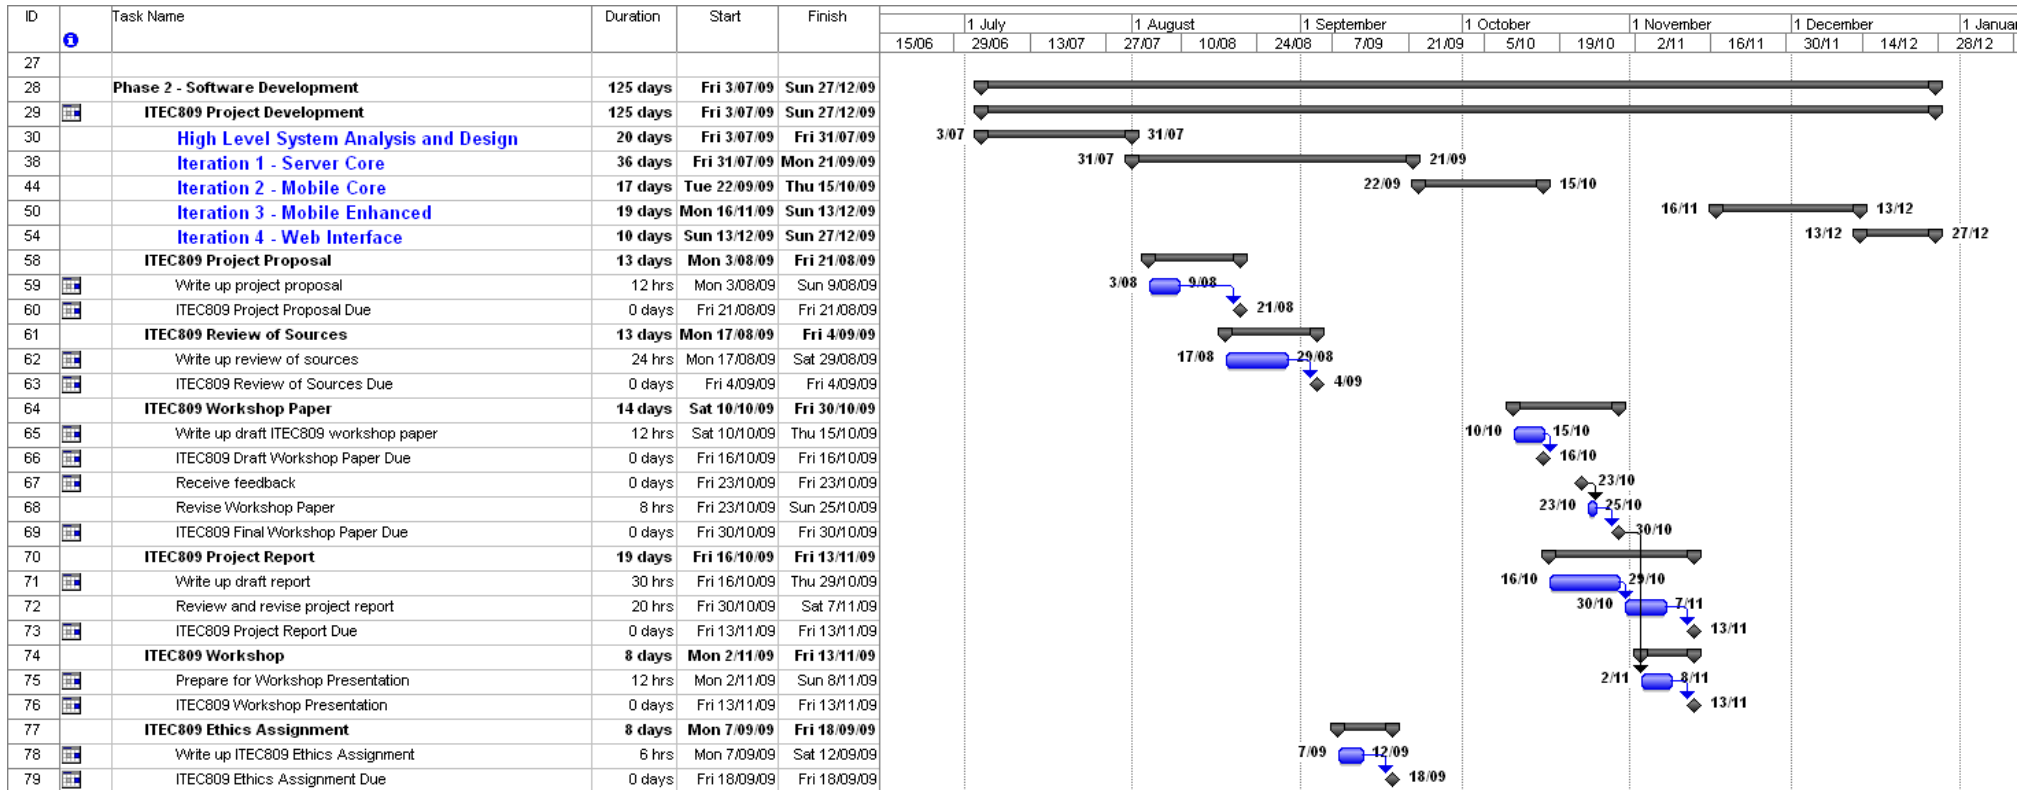 ID Task Name Duration Start Finish 1 July 1 August 1 September 1 October 1 November 1 December 1 Januar
15/06 29/06 13/07 27/07 10/08 24/08 7/09 21/09 5/10 19/10 2/11 16/11 30/11 14/12 28/12
27
28 Phase 2 - Software Development 125 days Fri 3/07/09 Sun 27/12/09
29 ITEC809 Project Development 125 days Fri 3/07/09 Sun 27/12/09
30 High Level System Analysis and Design 20 days Fri 3/07/09 Fri 31/07/09 3/07 31/07
38 Iteration 1 - Server Core 36 days Fri 31/07/09 Mon 21/09/09 31/07 21/09
44 Iteration 2 - Mobile Core 17 days Tue 22/09/09 Thu 15/10/09 22/09 15/10
50 Iteration 3 - Mobile Enhanced 19 days Mon 16/11/09 Sun 13/12/09 16/11 13/12
54 Iteration 4 - Web Interface 10 days Sun 13/12/09 Sun 27/12/09 13/12 27/12
58 ITEC809 Project Proposal 13 days Mon 3/08/09 Fri 21/08/09
59 Write up project proposal 12 hrs Mon 3/08/09 Sun 9/08/09 3/08 9/08
60 ITEC809 Project Proposal Due 0 days Fri 21/08/09 Fri 21/08/09 21/08
61 ITEC809 Review of Sources 13 days Mon 17/08/09 Fri 4/09/09
62 Write up review of sources 24 hrs Mon 17/08/09 Sat 29/08/09 17/08 29/08
63 ITEC809 Review of Sources Due 0 days Fri 4/09/09 Fri 4/09/09 4/09
64 ITEC809 Workshop Paper 14 days Sat 10/10/09 Fri 30/10/09
65 Write up draft ITEC809 workshop paper 12 hrs Sat 10/10/09 Thu 15/10/09 10/10 15/10
66 ITEC809 Draft Workshop Paper Due 0 days Fri 16/10/09 Fri 16/10/09 16/10
67 Receive feedback 0 days Fri 23/10/09 Fri 23/10/09 23/10
68 Revise Workshop Paper 8 hrs Fri 23/10/09 Sun 25/10/09 23/10 25/10
69 ITEC809 Final Workshop Paper Due 0 days Fri 30/10/09 Fri 30/10/09 30/10
70 ITEC809 Project Report 19 days Fri 16/10/09 Fri 13/11/09
71 Write up draft report 30 hrs Fri 16/10/09 Thu 29/10/09 16/10 29/10
72 Review and revise project report 20 hrs Fri 30/10/09 Sat 7/11/09 30/10 7/11
73 ITEC809 Project Report Due 0 days Fri 13/11/09 Fri 13/11/09 13/11
74 ITEC809 Workshop 8 days Mon 2/11/09 Fri 13/11/09
75 Prepare for Workshop Presentation 12 hrs Mon 2/11/09 Sun 8/11/09 2/11 8/11
76 ITEC809 Workshop Presentation 0 days Fri 13/11/09 Fri 13/11/09 13/11
77 ITEC809 Ethics Assignment 8 days Mon 7/09/09 Fri 18/09/09
78 Write up ITEC809 Ethics Assignment 6 hrs Mon 7/09/09 Sat 12/09/09 7/09 12/09
79 ITEC809 Ethics Assignment Due 0 days Fri 18/09/09 Fri 18/09/09 18/09